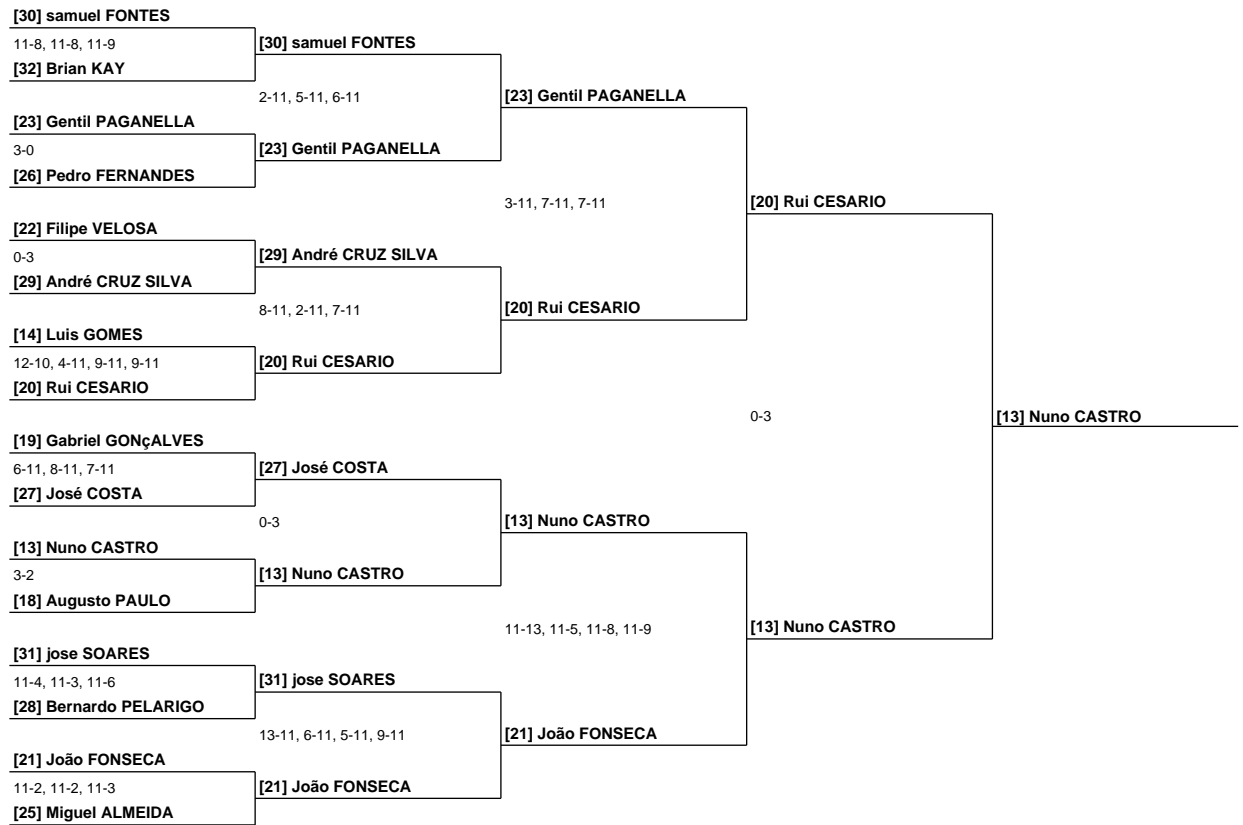 [30] samuel FONTES
11-8, 11-8, 11-9
[30] samuel FONTES
[32] Brian KAY
2-11, 5-11, 6-11
[23] Gentil PAGANELLA
[23] Gentil PAGANELLA
3-0
[23] Gentil PAGANELLA
[26] Pedro FERNANDES
3-11, 7-11, 7-11
[20] Rui CESARIO
[22] Filipe VELOSA
0-3
[29] André CRUZ SILVA
[29] André CRUZ SILVA
8-11, 2-11, 7-11
[20] Rui CESARIO
[14] Luis GOMES
12-10, 4-11, 9-11, 9-11
[20] Rui CESARIO
[20] Rui CESARIO
0-3
[13] Nuno CASTRO
[19] Gabriel GONçALVES
6-11, 8-11, 7-11
[27] José COSTA
[27] José COSTA
0-3
[13] Nuno CASTRO
[13] Nuno CASTRO
3-2
[13] Nuno CASTRO
[18] Augusto PAULO
11-13, 11-5, 11-8, 11-9
[13] Nuno CASTRO
[31] jose SOARES
11-4, 11-3, 11-6
[31] jose SOARES
[28] Bernardo PELARIGO
13-11, 6-11, 5-11, 9-11
[21] João FONSECA
[21] João FONSECA
11-2, 11-2, 11-3
[21] João FONSECA
[25] Miguel ALMEIDA